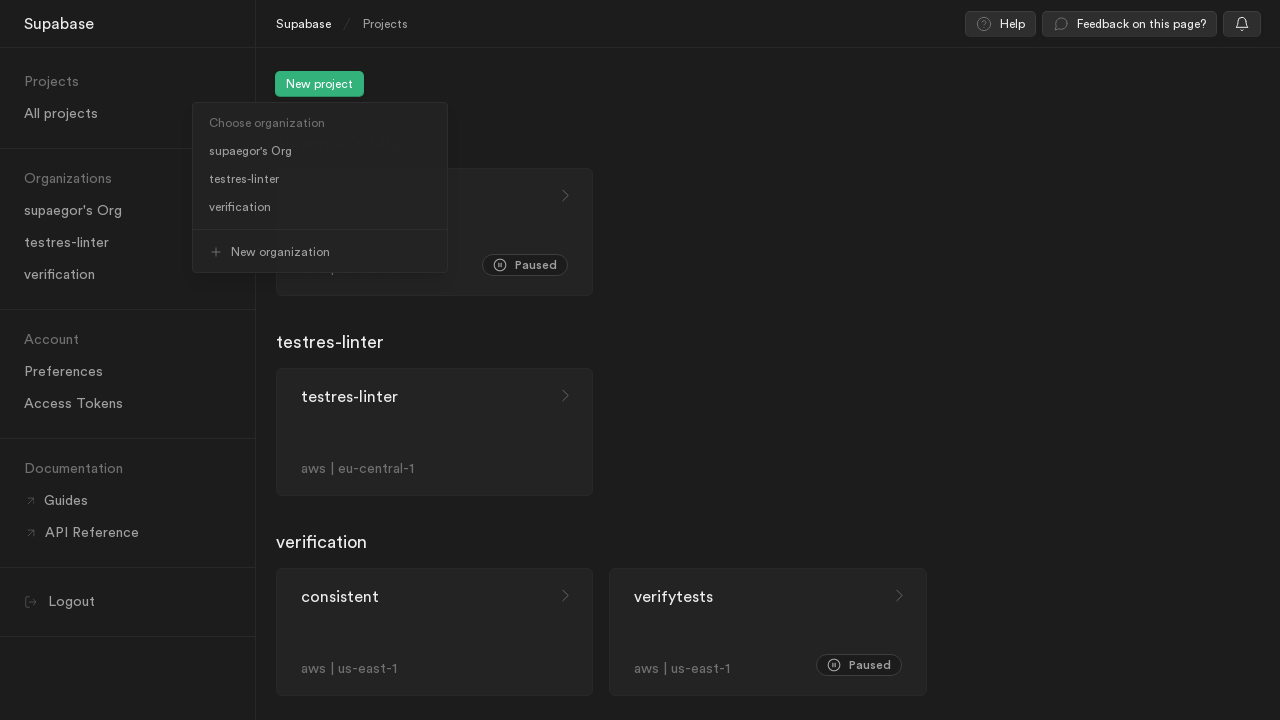 Supabase
Projects
All projects
Organizations
supaegor's Org
testres-linter
verification
Account
Preferences
Access Tokens
Documentation
Guides
API Reference
Logout
Supabase / Projects
Help
Feedback on this page?
New project
Choose organization
supaegor's Org
testres-linter
verification
New organization
Paused
testres-linter
testres-linter
aws | eu-central-1
verification
consistent
aws | us-east-1
verifytests
aws | us-east-1
Paused